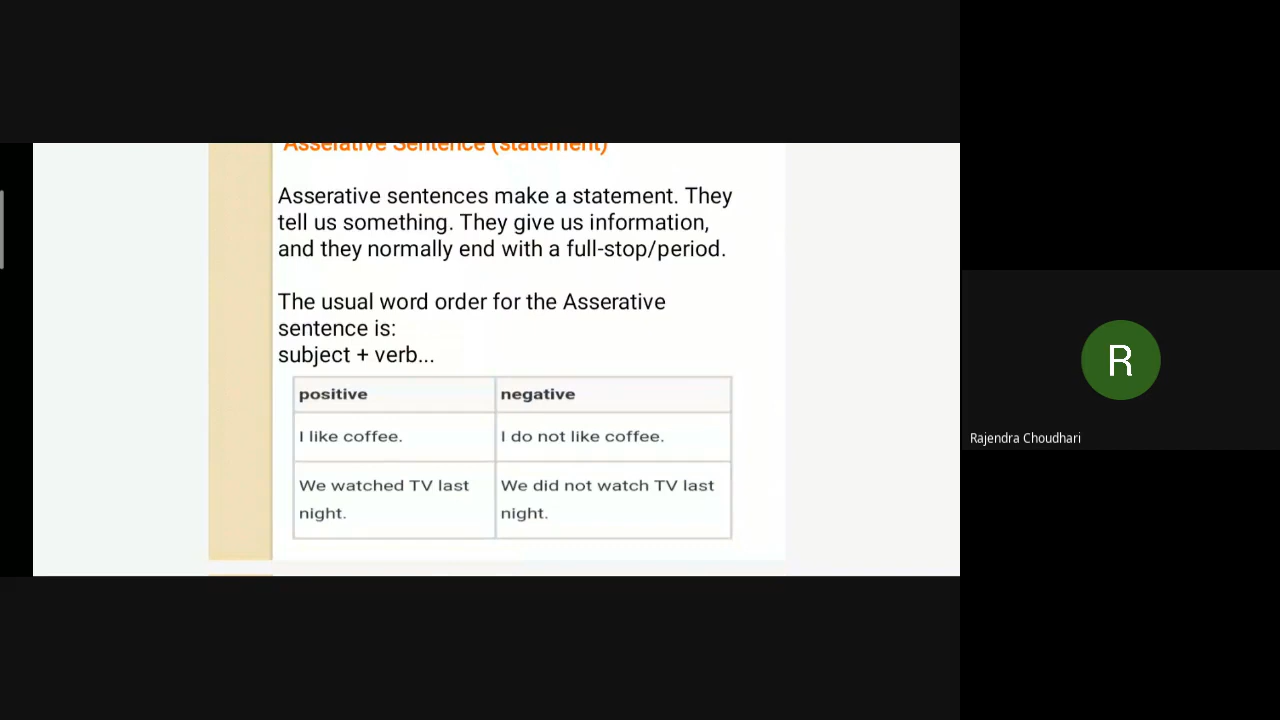 Asserative Sentence (statement)
Asserative sentences make a statement. They
tell us something. They give us information,
and they normally end with a full-stop/period.
The usual word order for the Asserative
sentence is:
subject + verb...
positive negative
I like coffee. I do not like coffee.
We watched TV last We did not watch TV last
night. night.
R
Rajendra Choudhari